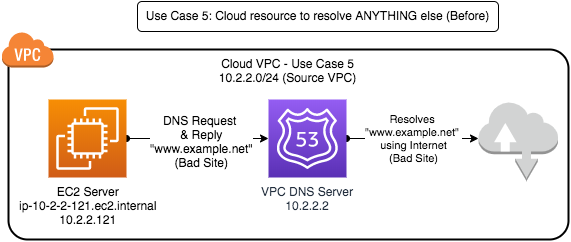 Use Case 5: Cloud resource to resolve ANYTHING else (Before)
VPC
Cloud VPC - Use Case 5
10.2.2.0/24 (Source VPC)
DNS Request
& Reply
"www.example.net"
(Bad Site)
53
Resolves
"www.example.net"
using Internet
(Bad Site)
EC2 Server
ip-10-2-2-121.ec2.internal
10.2.2.121
VPC DNS Server
10.2.2.2